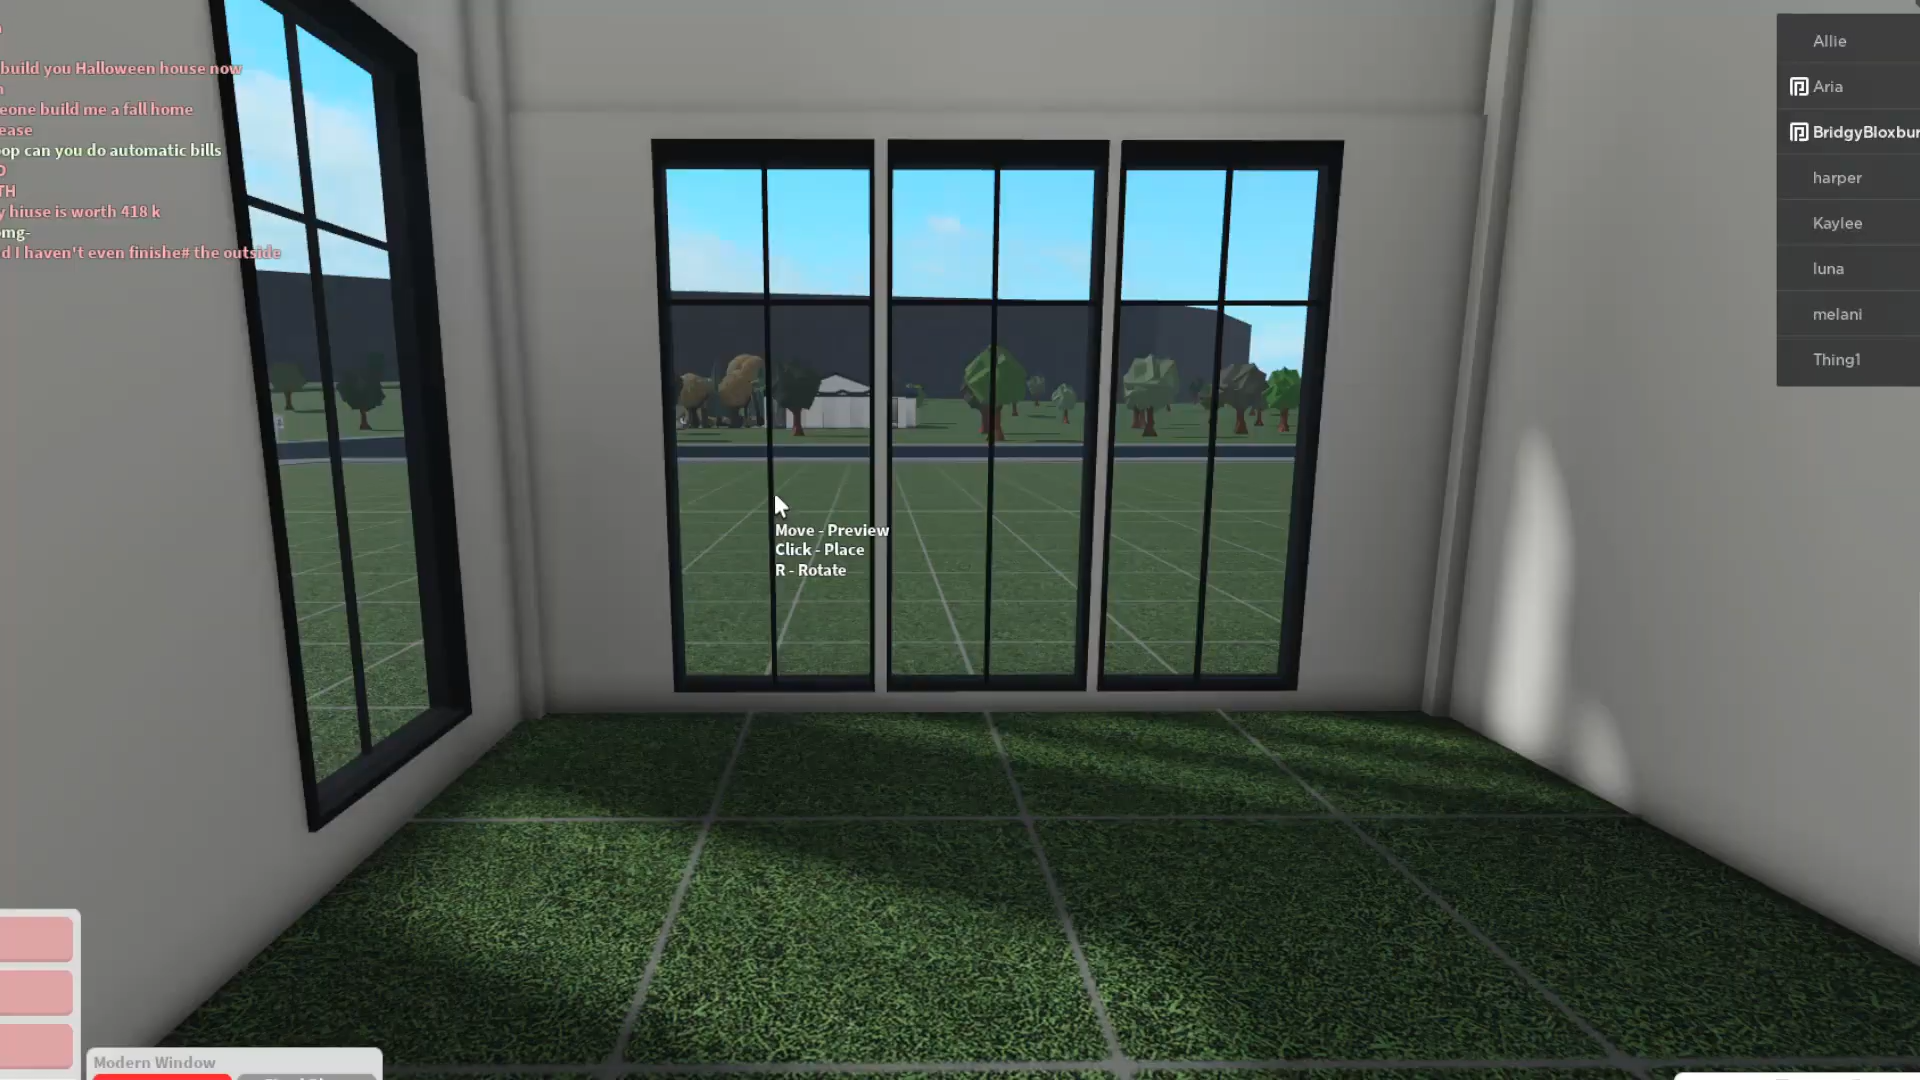 build you Halloween house now
eone build me a fall home
ease
op can you do automatic bills
TH
y hiuse is worth 418 k
omg-
d I haven't even finishe# the outside
Allie
Aria
BridgyBloxbur
harper
Kaylee
luna
melani
Thing1
Move - Preview
Click - Place
R - Rotate
Modern Window